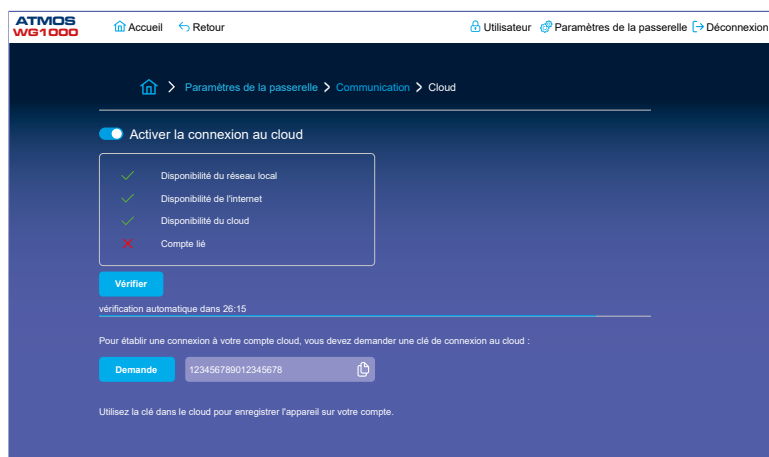 ATMOS
WG1000
Accueil
Retour
Utilisateur
Paramètres de la passerelle
Déconnexion
Paramètres de la passerelle
Communication
Cloud
Activer la connexion au cloud
Disponibilité du réseau local
Disponibilité de l'internet
Disponibilité du cloud
Compte lié
Vérifier
vérification automatique dans 26:15
Pour établir une connexion à votre compte cloud, vous devez demander une clé de connexion au cloud :
Demande
123456789012345678
Utilisez la clé dans le cloud pour enregistrer l'appareil sur votre compte.